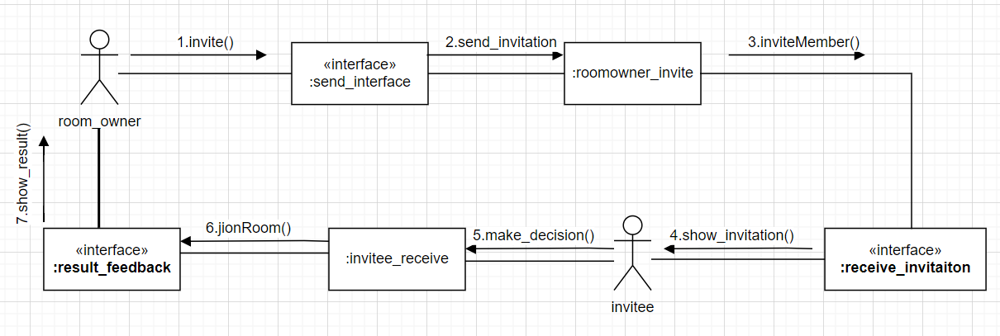 1.invite()
2.send_invitation
3.inviteMember()
«interface»
:send_interface
:roomowner_invite
room_owner
7.show_result()
6.jionRoom()
5.make_decision()
4.show_invitation()
«interface»
:result_feedback
:invitee_receive
«interface»
:receive_invitaiton
invitee